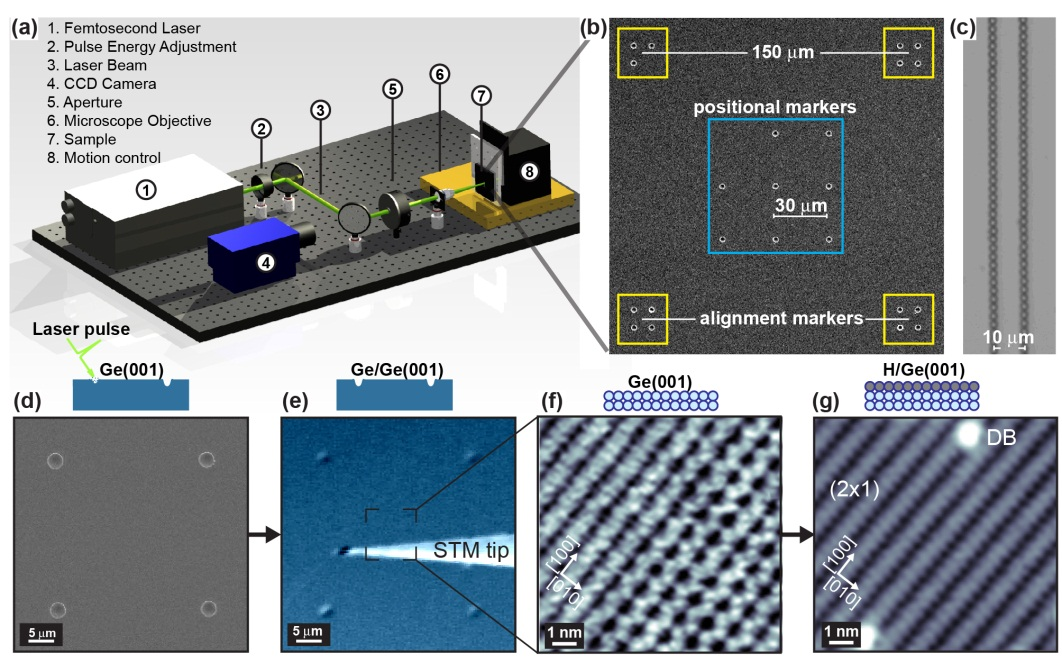 (a)
1. Femtosecond Laser
2. Pulse Energy Adjustment
3. Laser Beam
4. CCD Camera
5. Aperture
6. Microscope Objective
7. Sample
8. Motion control
1
2
3
4
5
6
7
8
(b)
150 μm
positional markers
30 μm
alignment markers
(c)
10 μm
Laser pulse
Ge(001)
(d)
5 μm
Ge/Ge(001)
(e)
STM tip
5 μm
Ge(001)
(f)
[100]
[010]
1 nm
H/Ge(001)
(g)
DB
(2x1)
[100]
[010]
1 nm